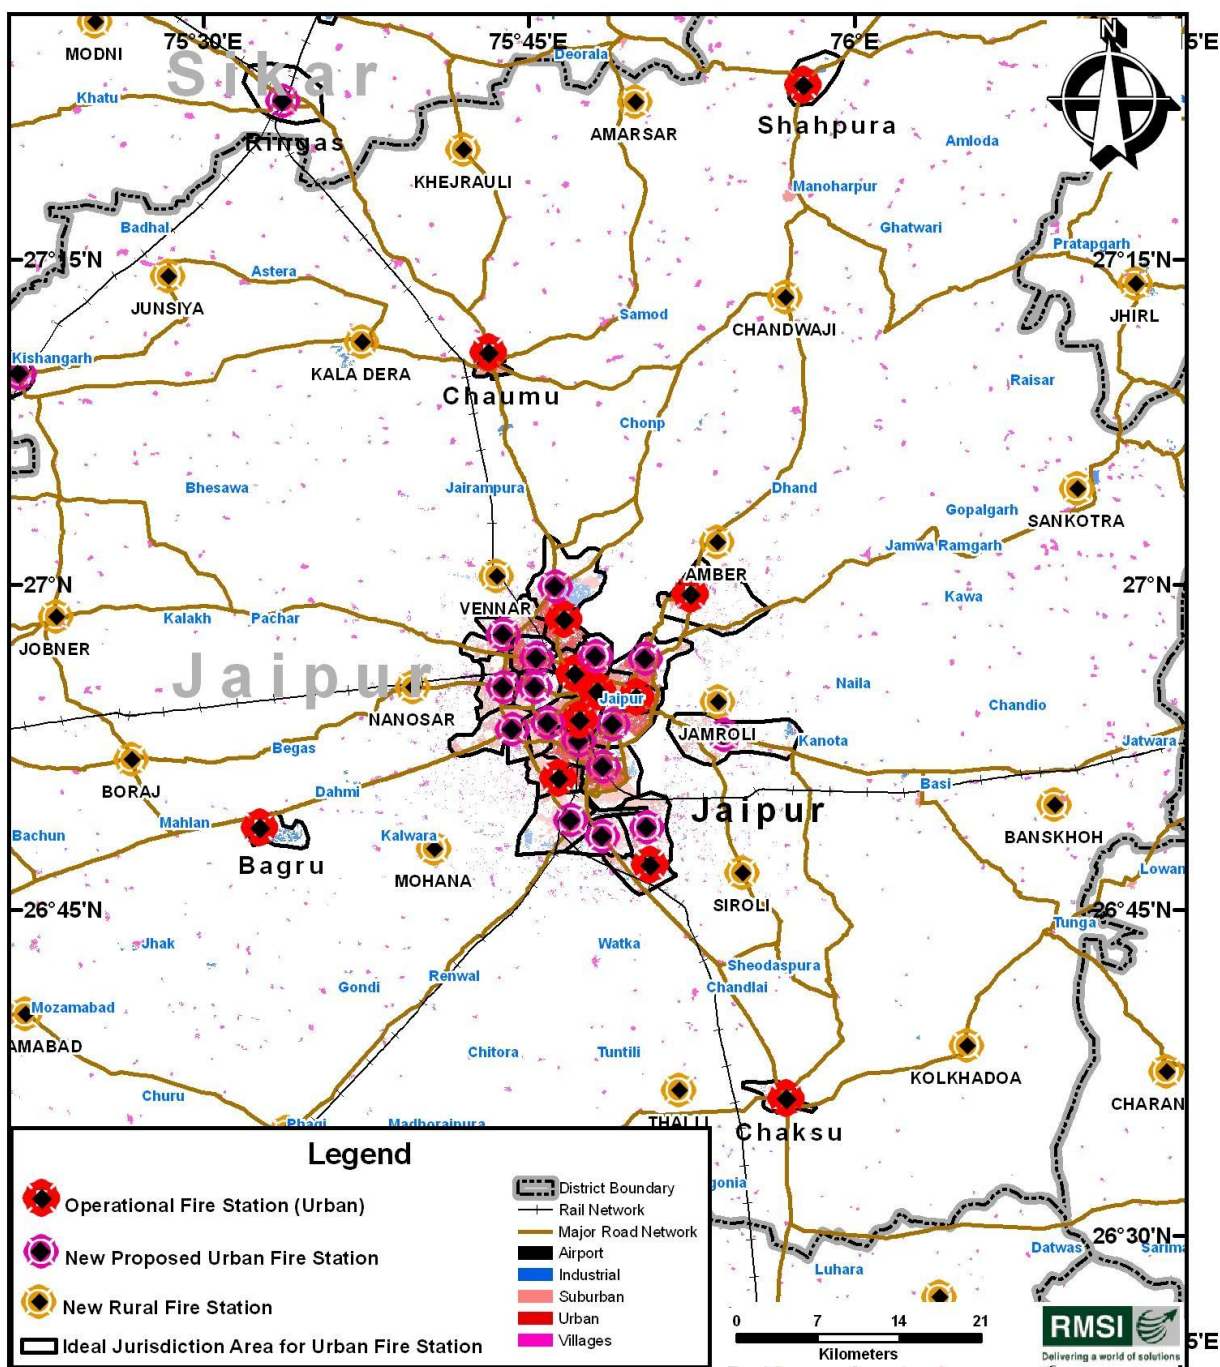 75°30'E
75°45'E
76°E
5'E
N
MODNI
Sikar
Deorala
Khatu
Ringas
AMARSAR
Shahpura
Amloda
KHEJRAULI
Manoharpur
Badhal
Ghatwari
Pratapgarh
27°15'N
27°15'N
Astera
JUNSIYA
Samod
CHANDWAJI
JHIRL
Kishangarh
KALA DERA
Raisar
Chaumu
Chonp
Bhesawa
Jairampura
Dhand
Gopalgarh
SANKOTRA
Jamwa Ramgarh
27°N
AMBER
27°N
Kawa
VENNAR
Kalakh
Pachar
JOBNER
Jaipur
Naila
Jaipur
Chandio
NANOSAR
JAMROLI
Kanota
Jatwara
Begas
BORAJ
Dahmi
Basi
Jaipur
Mahlan
Bachun
Kalwara
BANSKHOH
Bagru
MOHANA
Lowan
SIROLI
26°45'N
26°45'N
Tunga
Jhak
Watka
Sheodaspura
Renwal
Gondi
Chandlai
Mozamabad
AMABAD
Chitora
Tuntili
KOLKHADOA
Churu
CHARAN
Phagi
Madhorajpura
THALLI
Chaksu
gonia
Legend
Operational Fire Station (Urban)
New Proposed Urban Fire Station
New Rural Fire Station
Ideal Jurisdiction Area for Urban Fire Station
District Boundary
Rail Network
Major Road Network
Airport
Industrial
Suburban
Urban
Villages
26°30'N
Datwas
Sarima
Luhara
0 7 14 21
Kilometers
RMSI
Delivering a world of solutions
5'E